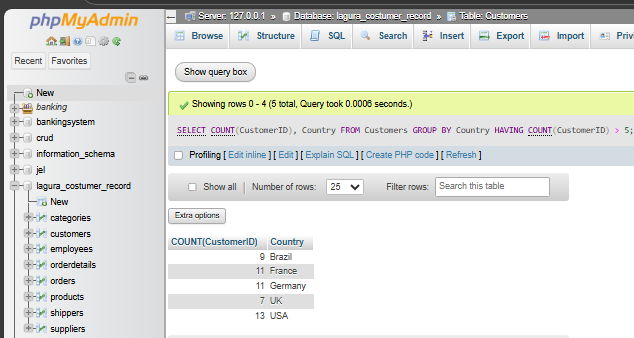 phpMyAdmin
Recent Favorites
New
banking
bankingsystem
crud
information_schema
jel
lagura_costumer_record
New
categories
customers
employees
orderdetails
orders
products
shippers
suppliers
Server: 127.0.0.1 » Database: lagura_costumer_record » Table: Customers
Browse Structure SQL Search Insert Export Import Privi
Show query box
Showing rows 0 - 4 (5 total, Query took 0.0006 seconds.)
SELECT COUNT(CustomerID), Country FROM Customers GROUP BY Country HAVING COUNT(CustomerID) > 5;
Profiling [ Edit inline ] [ Edit ] [ Explain SQL ] [ Create PHP code ] [ Refresh ]
Show all Number of rows: 25 Filter rows: Search this table
Extra options
COUNT(CustomerID) Country
9 Brazil
11 France
11 Germany
7 UK
13 USA